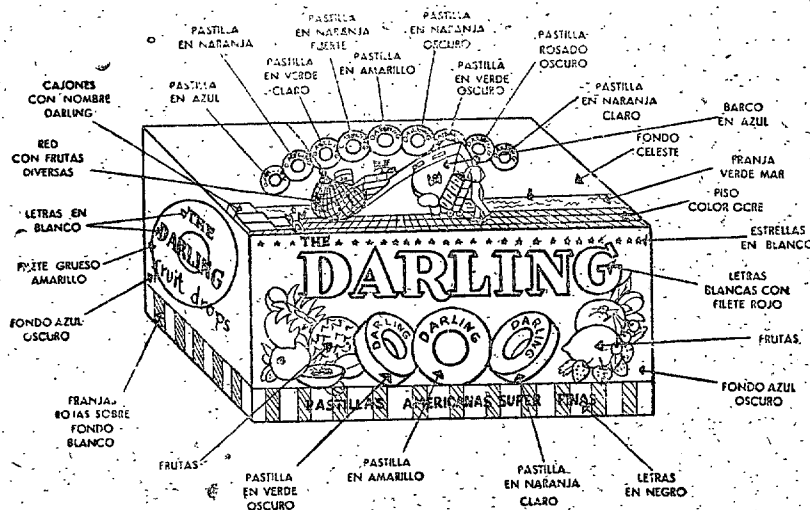 PASTILLA
EN NARANJA
PASTILLA
EN NARANJA
FUERTE
PASTILLA
EN NARANJA
OSCURO
PASTILLA
ROSADO
OSCURO
PASTILLA
EN AZUL
PASTILLA
EN VERDE
CLARO
PASTILLA
EN AMARILLO
PASTILLA
EN VERDE
OSCURO
PASTILLA
EN NARANJA
CLARO
CAJONES
CON NOMBRE
DARLING
RED
CON FRUTAS
DIVERSAS
LETRAS EN
BLANCO
FILETE GRUESO
AMARILLO
FONDO AZUL
OSCURO
FRANJAS
ROJAS SOBRE
FONDO
BLANCO
BARCO
EN AZUL
FONDO
CELESTE
FRANJA
VERDE MAR
PISO
COLOR OCRE
ESTRELLAS
EN BLANCO
LETRAS
BLANCAS CON
FILETE ROJO
FRUTAS
FONDO AZUL
OSCURO
THE
DARLING
fruit drops
THE
DARLING
DARLING
DARLING
DARLING
PASTILLAS AMERICANAS SUPER FINAS
FRUTAS
PASTILLA
EN VERDE
OSCURO
PASTILLA
EN AMARILLO
PASTILLA
EN NARANJA
CLARO
LETRAS
EN NEGRO